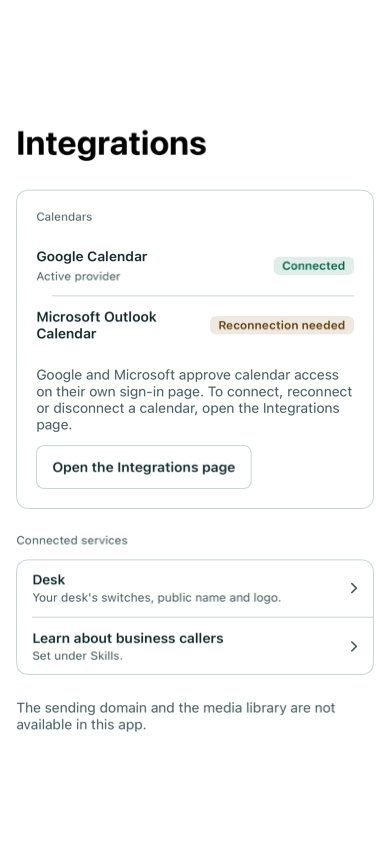 Integrations
Calendars
Google Calendar
Active provider
Connected
Microsoft Outlook
Calendar
Reconnection needed
Google and Microsoft approve calendar access
on their own sign-in page. To connect, reconnect
or disconnect a calendar, open the Integrations
page.
Open the Integrations page
Connected services
Desk
Your desk's switches, public name and logo.
Learn about business callers
Set under Skills.
The sending domain and the media library are not
available in this app.